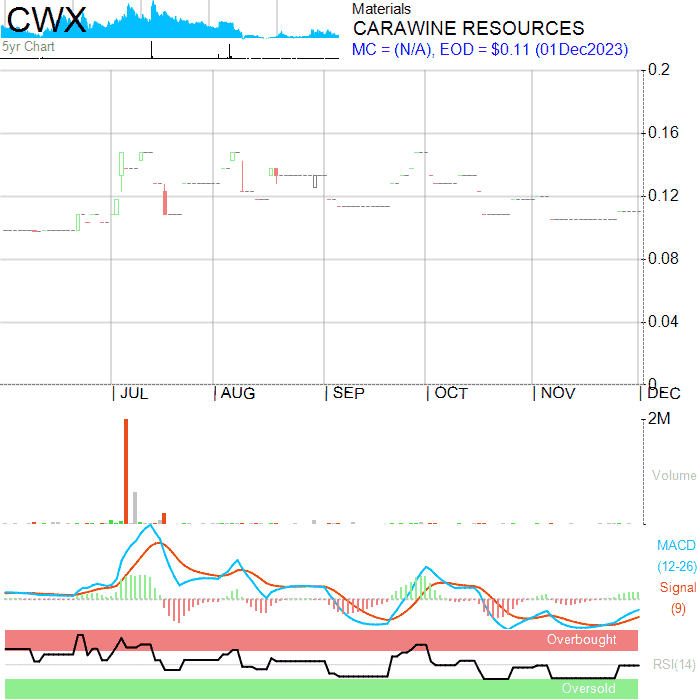 CWX
5yr Chart
Materials
CARAWINE RESOURCES
MC = (N/A), EOD = $0.11 (01Dec2023)
0.2
0.16
0.12
0.08
0.04
0
JUL AUG SEP OCT NOV DEC
2M
Volume
MACD
(12-26)
Signal
(9)
Overbought
RSI(14)
Oversold